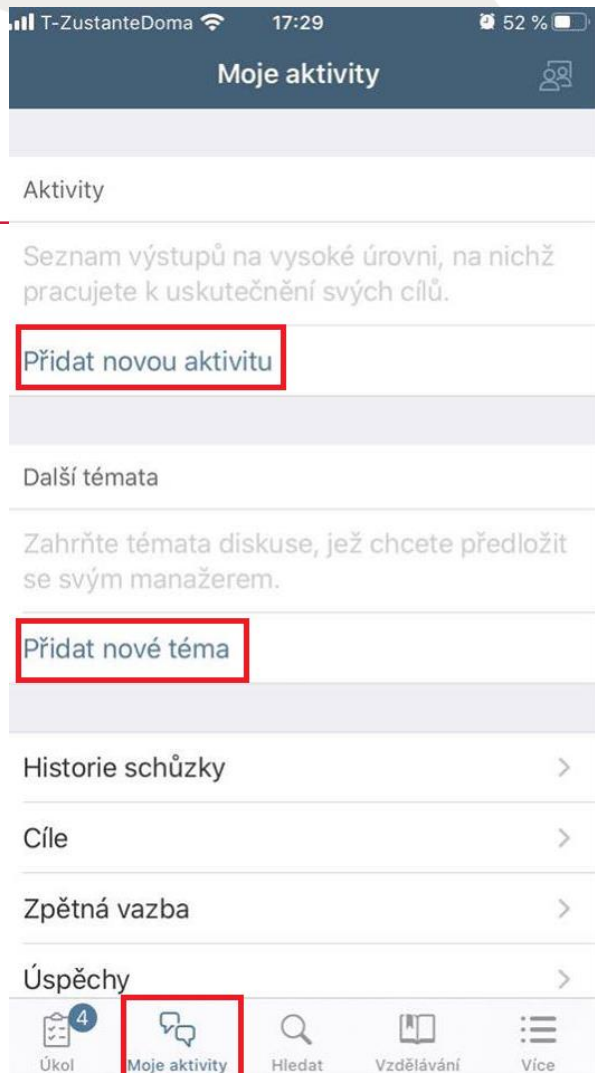 T-ZustanteDoma 17:29 52 %
Moje aktivity
Aktivity
Seznam výstupů na vysoké úrovni, na nichž
pracujete k uskutečnění svých cílů.
Přidat novou aktivitu
Další témata
Zahrňte témata diskuse, jež chcete předložit
se svým manažerem.
Přidat nové téma
Historie schůzky
Cíle
Zpětná vazba
Úspěchy
4
Úkol Moje aktivity Hledat Vzdělávání Více